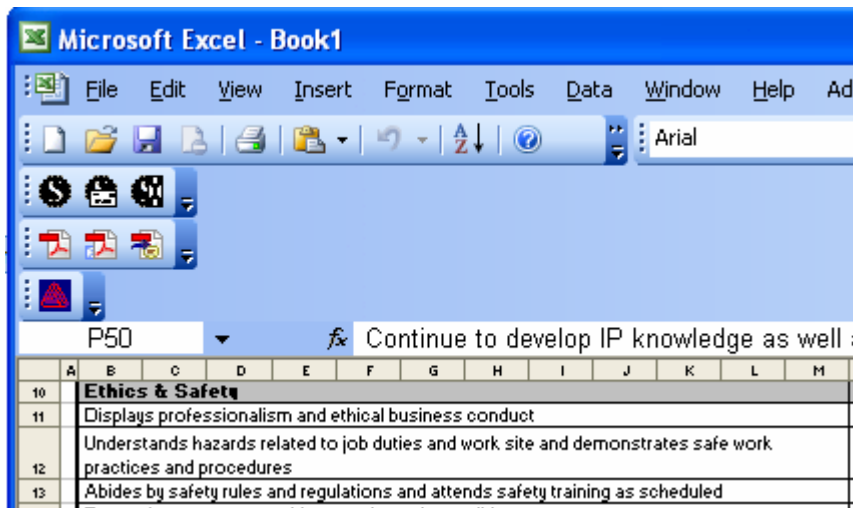 Microsoft Excel - Book1
File Edit View Insert Format Tools Data Window Help Ad
Arial
P50 fx Continue to develop IP knowledge as well
A B C D E F G H I J K L M
10 Ethics & Safety
11 Displays professionalism and ethical business conduct
Understands hazards related to job duties and work site and demonstrates safe work
12 practices and procedures
13 Abides by safety rules and regulations and attends safety training as scheduled